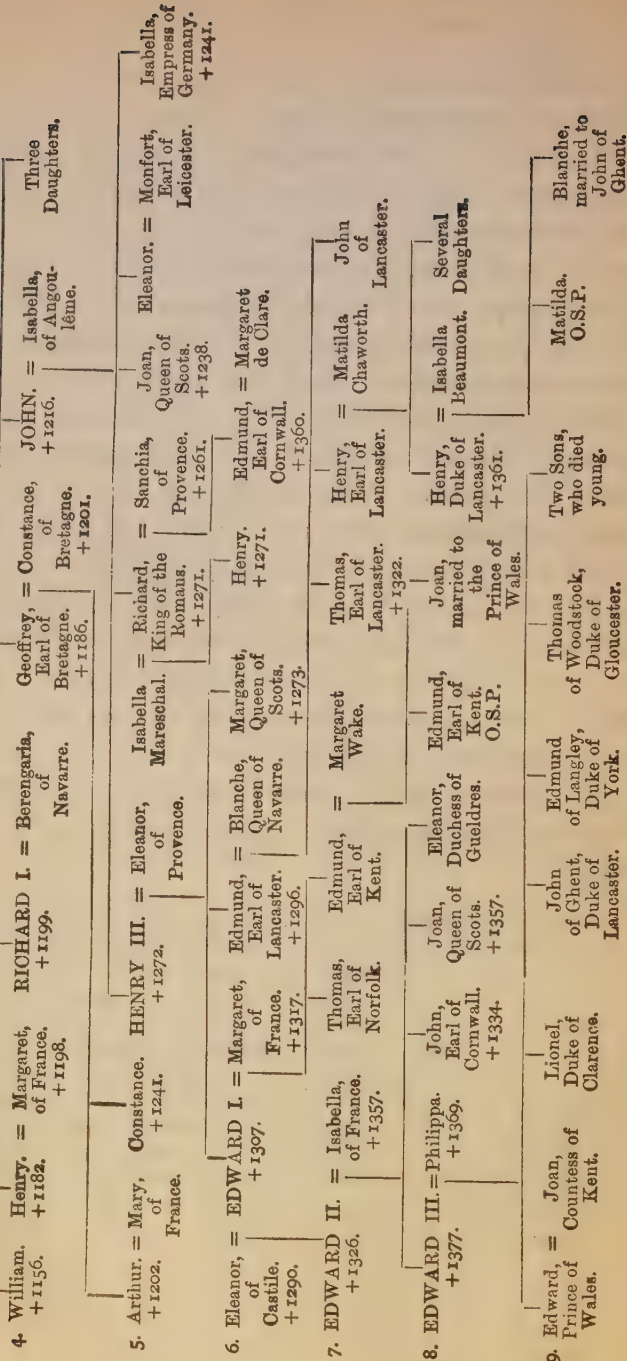 4. William. Henry. = Margaret, RICHARD I. = Berengaria, Geoffrey, = Constance, JOHN. = Isabella, Three
+1156. +1182. of France. +1199. of Earl of of +1216. of Angou- Daughters.
+1198. Navarre. Bretagne. Bretagne. lême.
+1186. +1201.
5. Arthur. = Mary, Constance. HENRY III. = Eleanor, Isabella = Richard, = Sanchia, Joan, Eleanor. = Monfort, Isabella,
+1202. of +1241. +1272. of Mareschal. King of the of Queen of Earl of Empress of
France. Provence. Romans. Provence. Scots. Leicester. Germany.
+1271. +1261. +1238. +1241.
6. Eleanor, = EDWARD I. = Margaret, Edmund, = Blanche, Margaret, Henry. Edmund, = Margaret
of +1307. of Earl of Queen of Queen of +1271. Earl of de Clare.
Castile. France. Lancaster. Navarre. Scots. Cornwall.
+1290. +1317. +1296. +1273. +1360.
7. EDWARD II. = Isabella, Thomas, Edmund, = Margaret Thomas, Henry, = Matilda John
+1326. of France. Earl of Earl of Wake. Earl of Earl of Chaworth. of
+1357. Norfolk. Kent. Lancaster. Lancaster. Lancaster.
+1322.
8. EDWARD III. = Philippa. John, Joan, Eleanor, Edmund, Joan, Henry, = Isabella Several
+1377. +1369. Earl of Queen of Duchess of Earl of married to Duke of Beaumont. Daughters.
Cornwall. Scots. Gueldres. Kent. the Lancaster.
+1334. +1357. O.S.P. Prince of +1361.
Wales.
9. Edward, = Joan, Lionel, John Edmund Thomas Two Sons, Matilda. Blanche,
Prince of Countess of Duke of of Ghent, of Langley, of Woodstock, who died O.S.P. married to
Wales. Kent. Clarence. Duke of Duke of Duke of young. John of
Lancaster. York. Gloucester. Ghent.